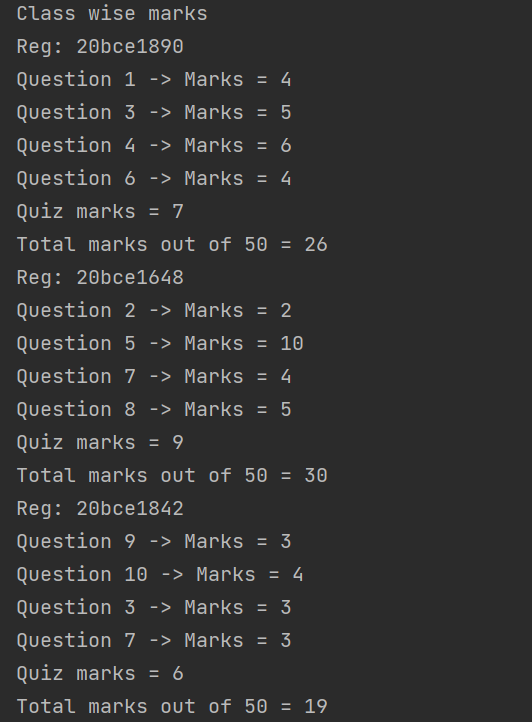 Class wise marks
Reg: 20bce1890
Question 1 -> Marks = 4
Question 3 -> Marks = 5
Question 4 -> Marks = 6
Question 6 -> Marks = 4
Quiz marks = 7
Total marks out of 50 = 26
Reg: 20bce1648
Question 2 -> Marks = 2
Question 5 -> Marks = 10
Question 7 -> Marks = 4
Question 8 -> Marks = 5
Quiz marks = 9
Total marks out of 50 = 30
Reg: 20bce1842
Question 9 -> Marks = 3
Question 10 -> Marks = 4
Question 3 -> Marks = 3
Question 7 -> Marks = 3
Quiz marks = 6
Total marks out of 50 = 19